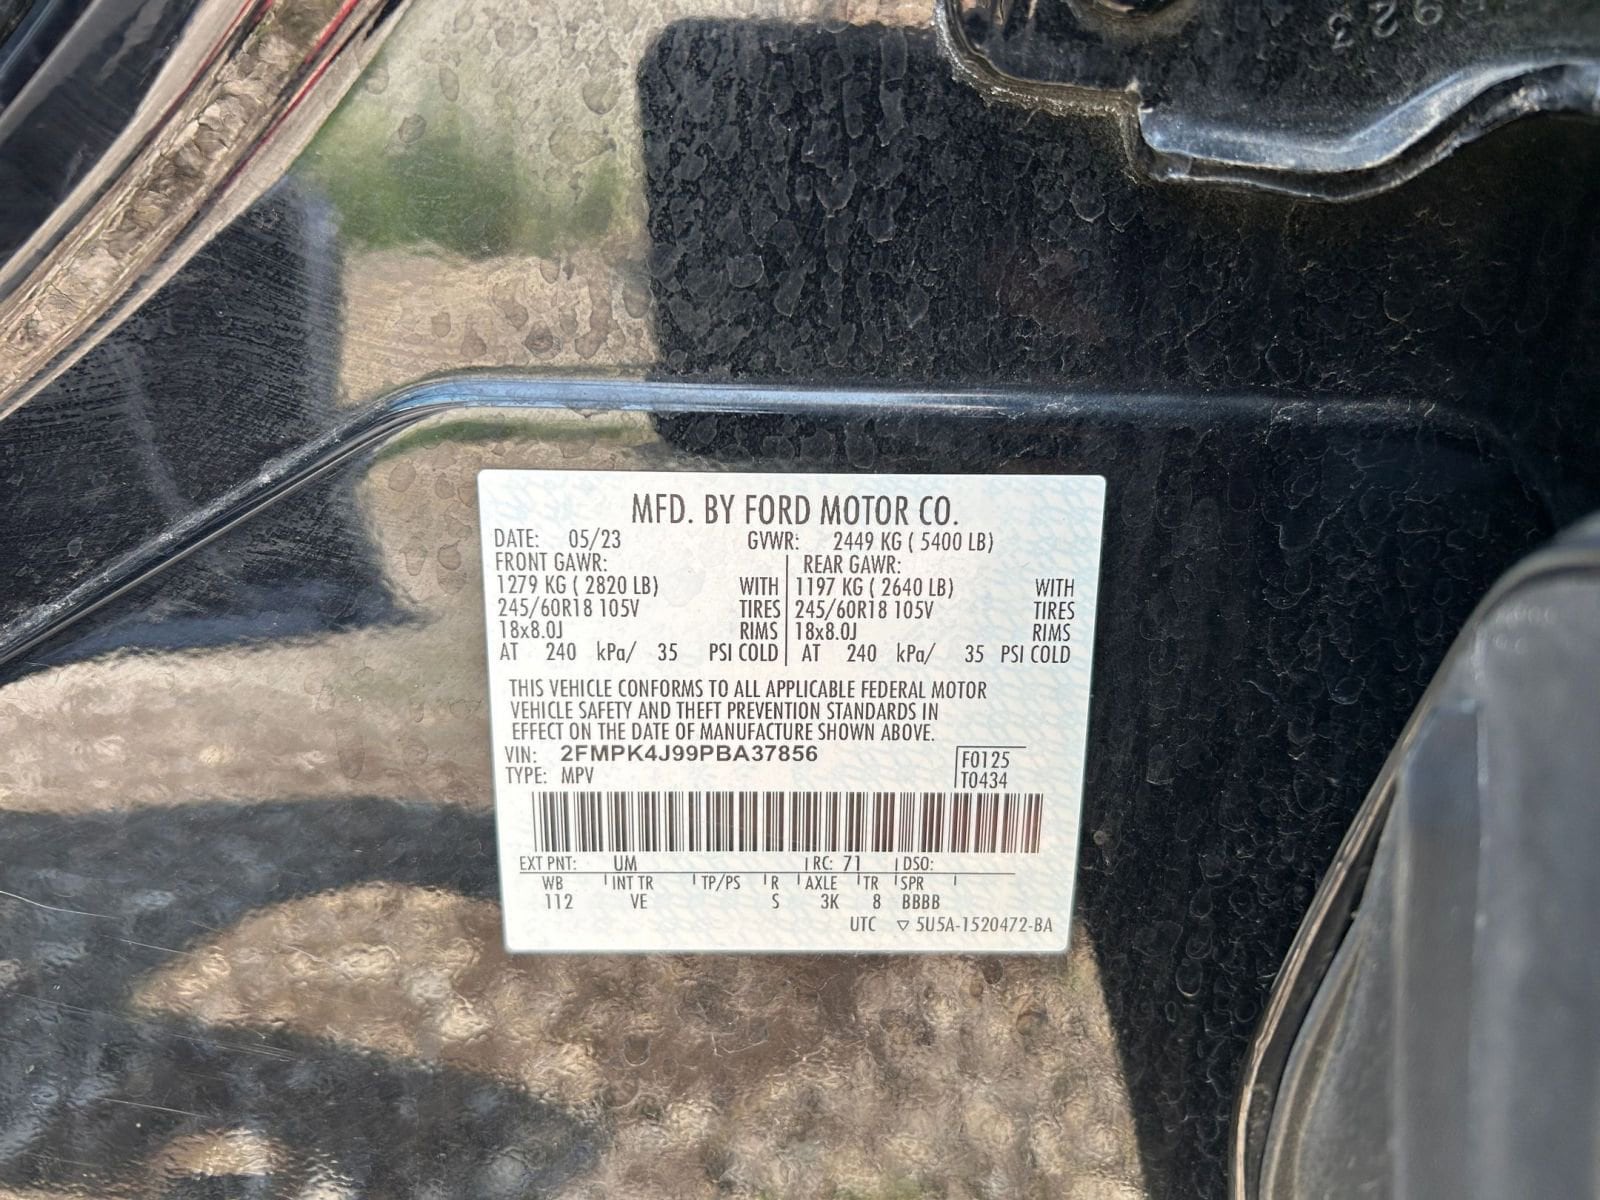 923
MFD. BY FORD MOTOR CO.
DATE: 05/23 GVWR: 2449 KG ( 5400 LB)
FRONT GAWR: REAR GAWR:
1279 KG ( 2820 LB) WITH 1197 KG ( 2640 LB) WITH
245/60R18 105V TIRES 245/60R18 105V TIRES
18x8.0J RIMS 18x8.0J RIMS
AT 240 kPa/ 35 PSI COLD AT 240 kPa/ 35 PSI COLD
THIS VEHICLE CONFORMS TO ALL APPLICABLE FEDERAL MOTOR
VEHICLE SAFETY AND THEFT PREVENTION STANDARDS IN
EFFECT ON THE DATE OF MANUFACTURE SHOWN ABOVE.
VIN: 2FMPK4J99PBA37856 F0125
TYPE: MPV T0434
EXT PNT: UM RC: 71 DSO:
WB INT TR TP/PS R AXLE TR SPR
112 VE S 3K 8 BBBB
UTC ▽ 5U5A-1520472-BA